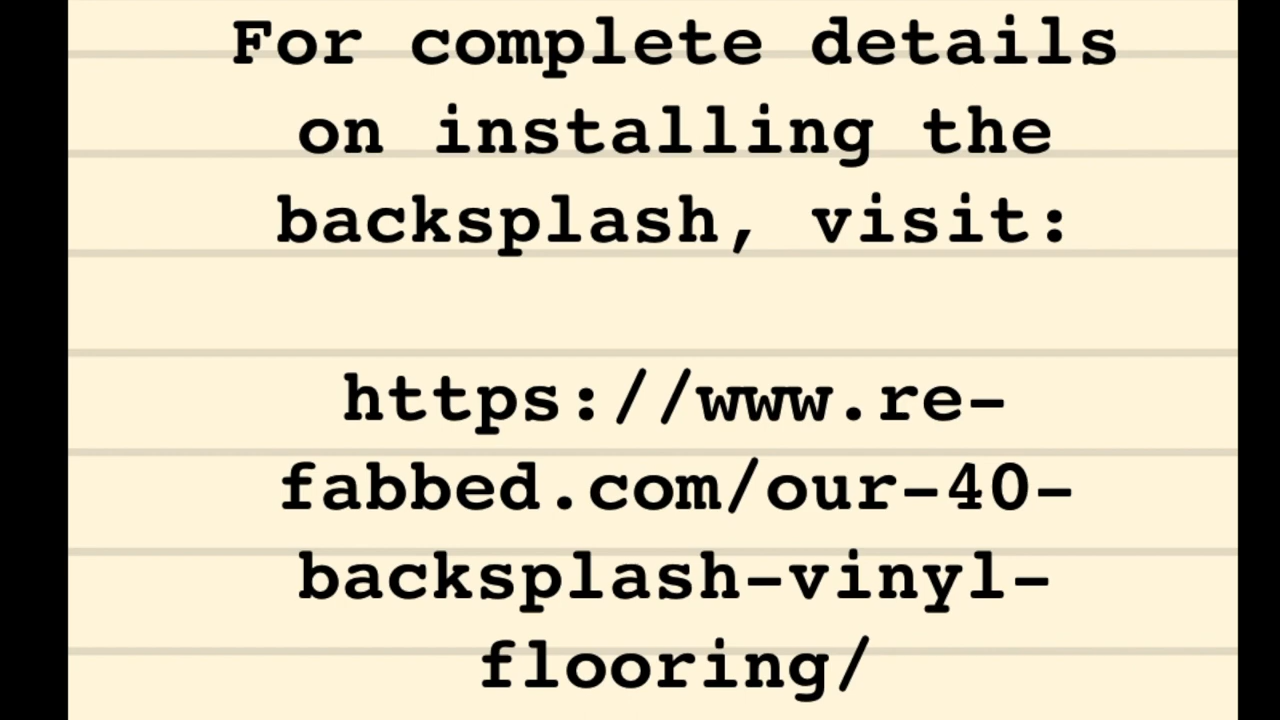 For complete details
on installing the
backsplash, visit:
https://www.re-
fabbed.com/our-40-
backsplash-vinyl-
flooring/